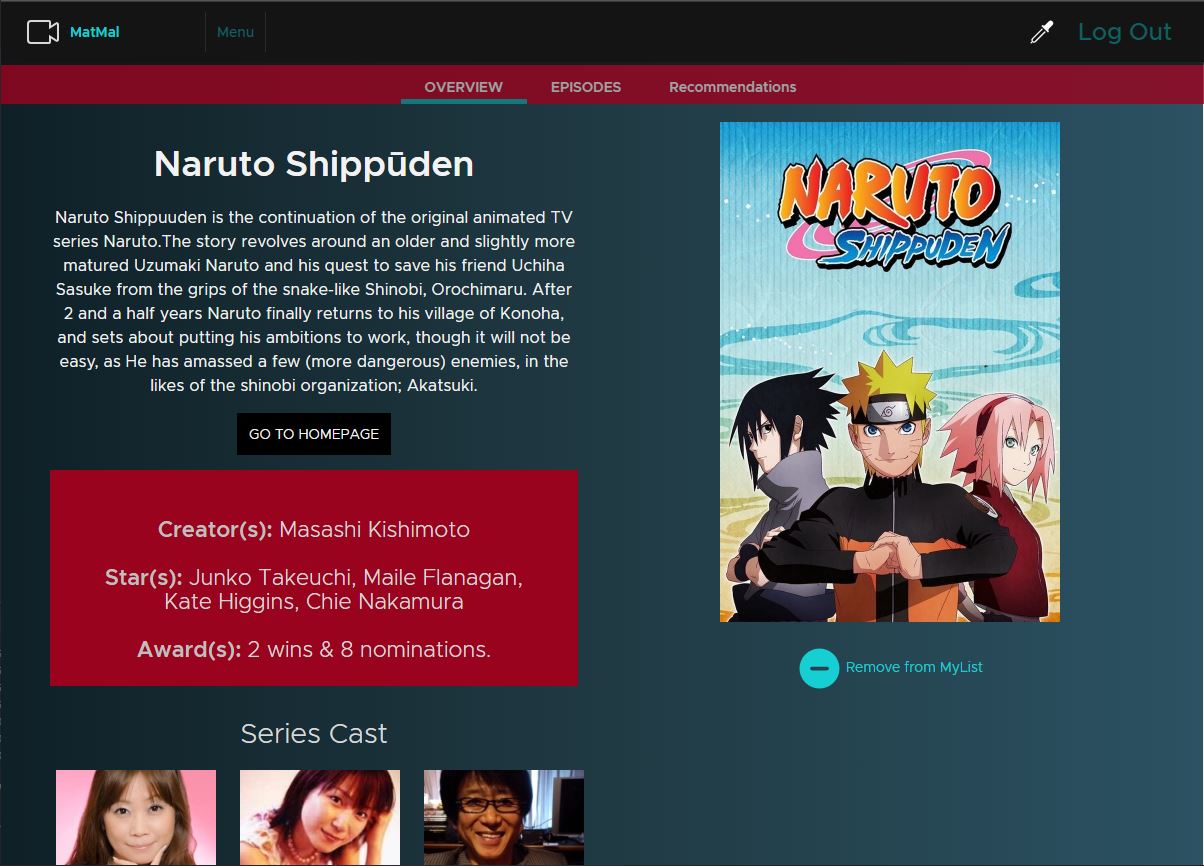 MatMal
Menu
Log Out
OVERVIEW
EPISODES
Recommendations
Naruto Shippūden
Naruto Shippuuden is the continuation of the original animated TV
series Naruto.The story revolves around an older and slightly more
matured Uzumaki Naruto and his quest to save his friend Uchiha
Sasuke from the grips of the snake-like Shinobi, Orochimaru. After
2 and a half years Naruto finally returns to his village of Konoha,
and sets about putting his ambitions to work, though it will not be
easy, as He has amassed a few (more dangerous) enemies, in the
likes of the shinobi organization; Akatsuki.
GO TO HOMEPAGE
Creator(s): Masashi Kishimoto
Star(s): Junko Takeuchi, Maile Flanagan,
Kate Higgins, Chie Nakamura
Award(s): 2 wins & 8 nominations.
Series Cast
NARUTO
SHIPPUDEN
Remove from MyList